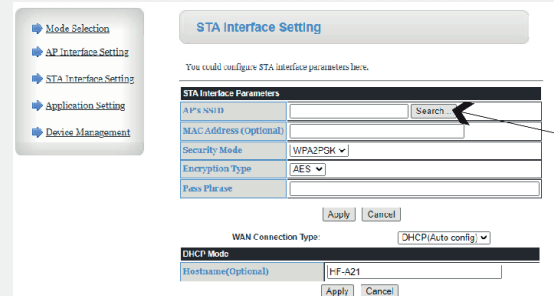 Mode Selection
AP Interface Setting
STA Interface Setting
Application Setting
Device Management
STA Interface Setting
You could configure STA interface parameters here.
STA Interface Parameters
AP's SSID Search...
MAC Address (Optional)
Security Mode WPA2PSK
Encryption Type AES
Pass Phrase
Apply Cancel
WAN Connection Type: DHCP(Auto config)
DHCP Mode
Hostname(Optional) HF-A21
Apply Cancel